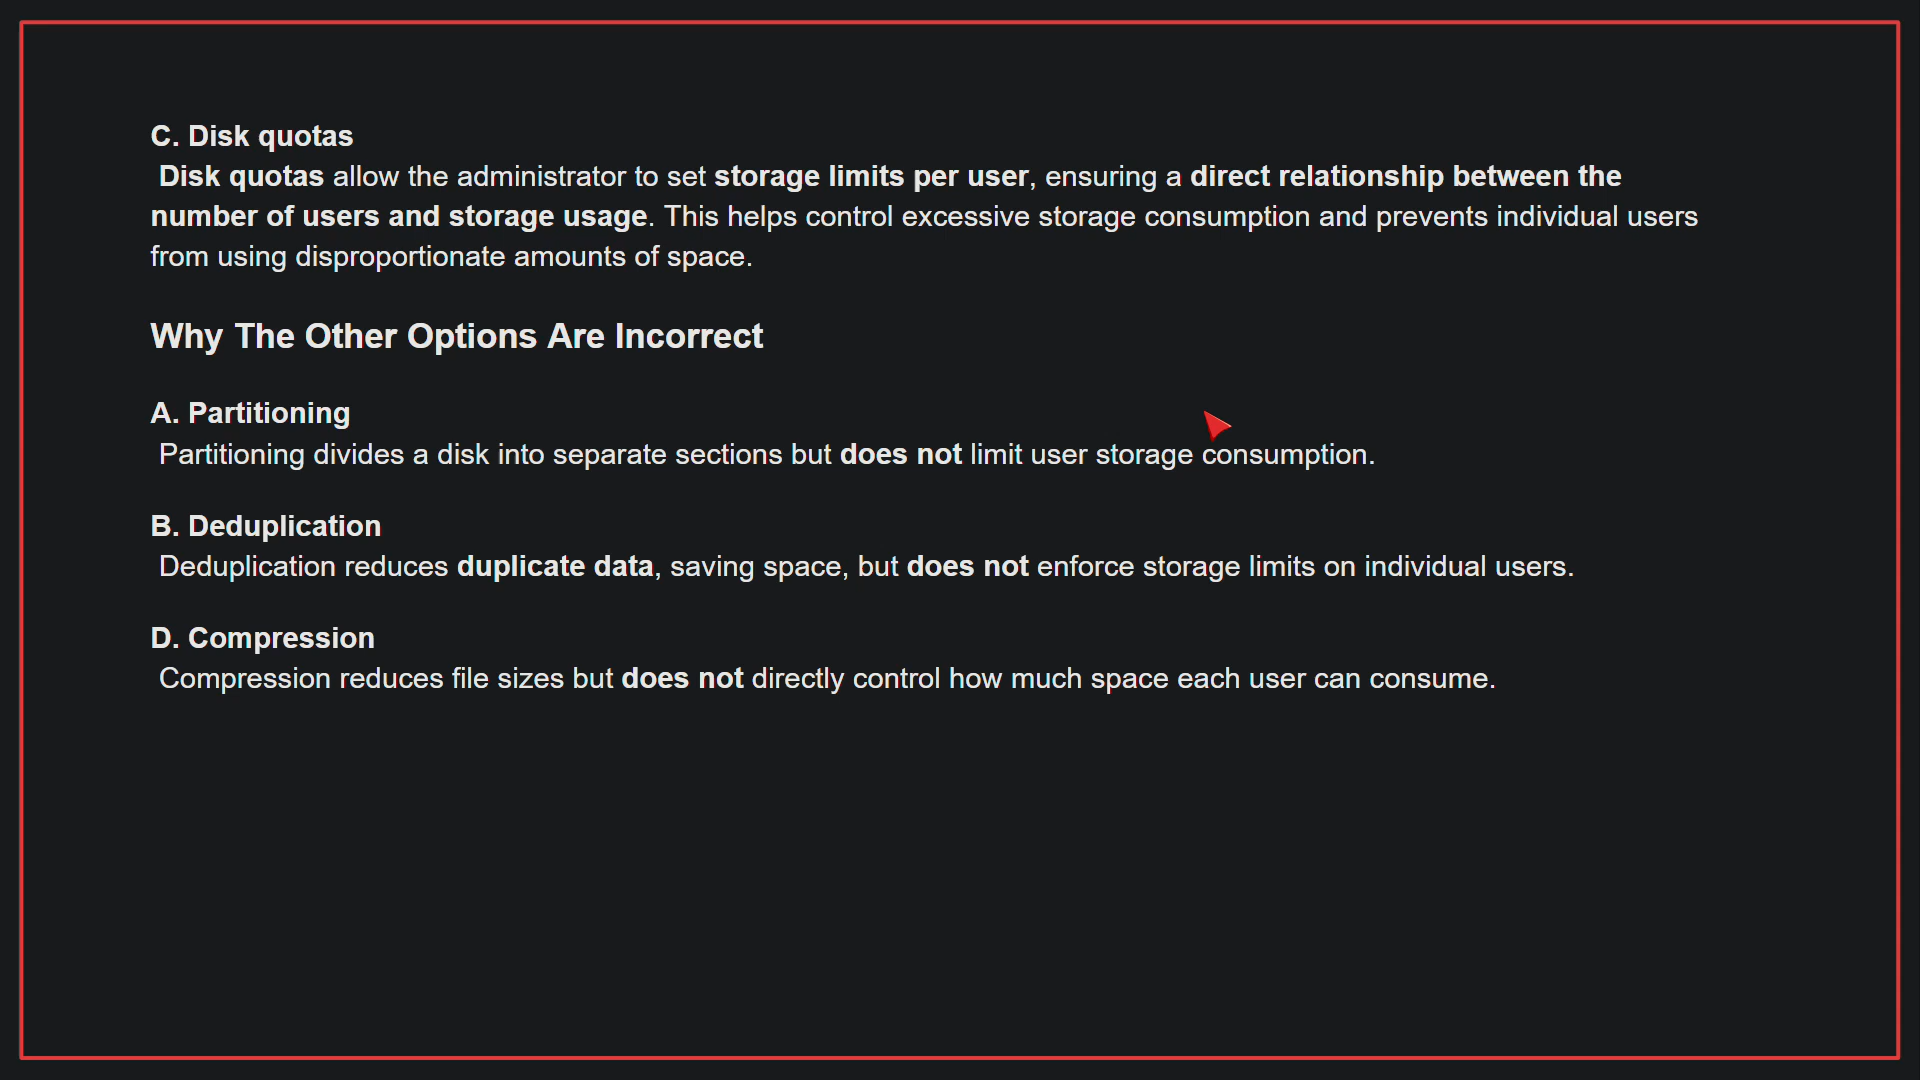 C. Disk quotas
Disk quotas allow the administrator to set storage limits per user, ensuring a direct relationship between the
number of users and storage usage. This helps control excessive storage consumption and prevents individual users
from using disproportionate amounts of space.
Why The Other Options Are Incorrect
A. Partitioning
Partitioning divides a disk into separate sections but does not limit user storage consumption.
B. Deduplication
Deduplication reduces duplicate data, saving space, but does not enforce storage limits on individual users.
D. Compression
Compression reduces file sizes but does not directly control how much space each user can consume.